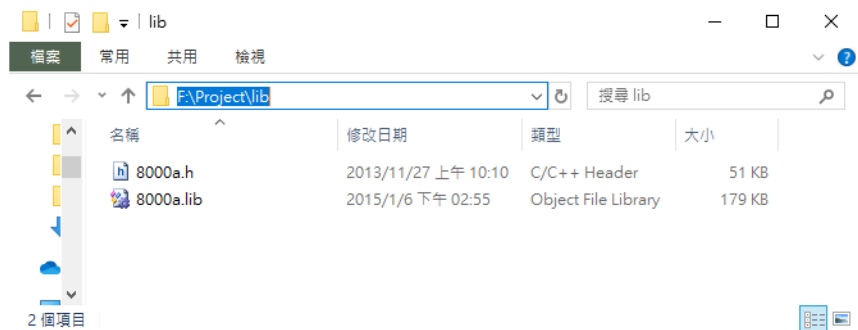 lib
檔案 常用 共用 檢視
F:\Project\lib 搜尋 lib
名稱 修改日期 類型 大小
8000a.h 2013/11/27 上午 10:10 C/C++ Header 51 KB
8000a.lib 2015/1/6 下午 02:55 Object File Library 179 KB
2 個項目